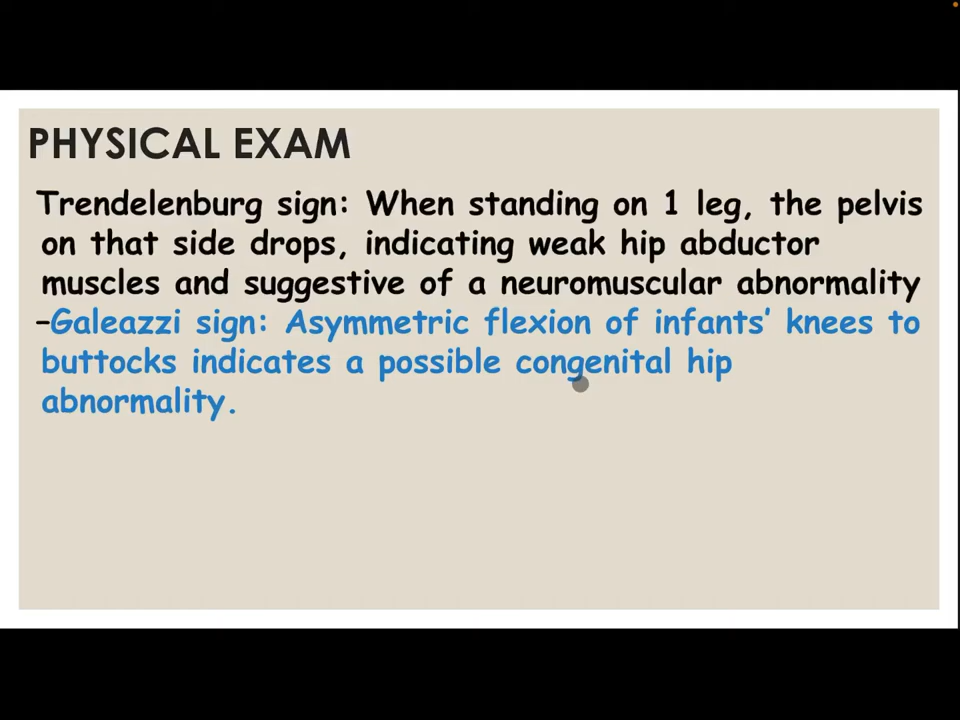 PHYSICAL EXAM
Trendelenburg sign: When standing on 1 leg, the pelvis
on that side drops, indicating weak hip abductor
muscles and suggestive of a neuromuscular abnormality
–Galeazzi sign: Asymmetric flexion of infants’ knees to
buttocks indicates a possible congenital hip
abnormality.